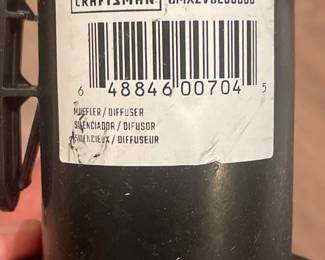 CRAFTSMAN
6 48846 00704 5
MUFFLER / DIFFUSER
SILENCIADOR / DIFUSOR
SILENCIEUX / DIFFUSEUR